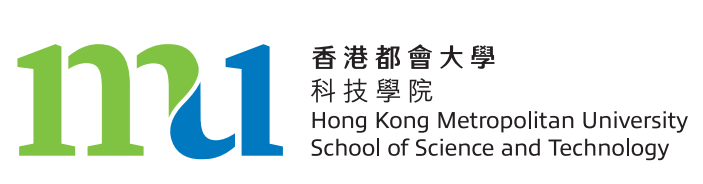 mu
香港都會大學
科技學院
Hong Kong Metropolitan University
School of Science and Technology